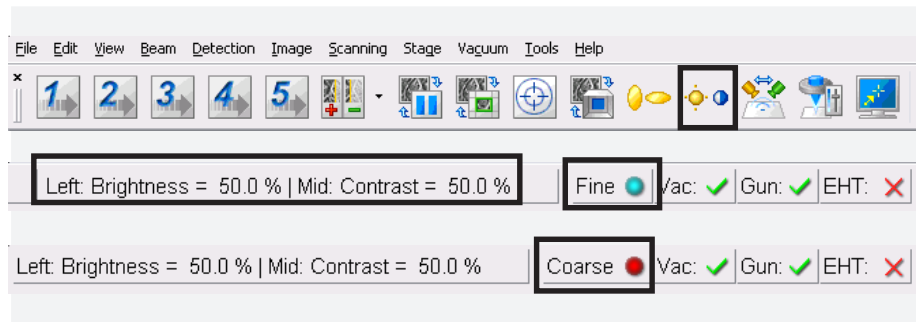 File Edit View Beam Detection Image Scanning Stage Vacuum Tools Help
1 2 3 4 5
Left: Brightness = 50.0 % | Mid: Contrast = 50.0 % Fine Vac: Gun: EHT:
Left: Brightness = 50.0 % | Mid: Contrast = 50.0 % Coarse Vac: Gun: EHT: